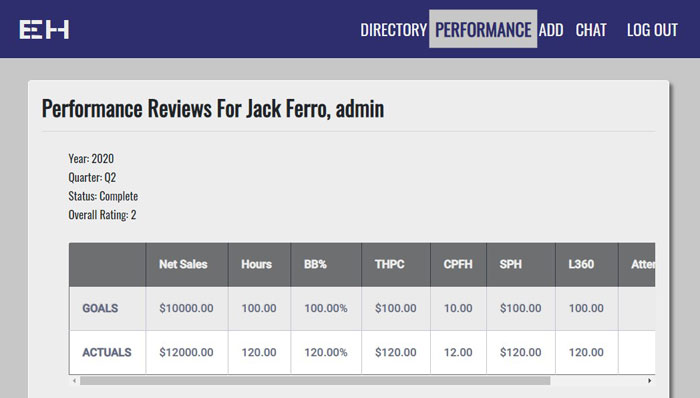 EH
DIRECTORY PERFORMANCE ADD CHAT LOG OUT
Performance Reviews For Jack Ferro, admin
Year: 2020
Quarter: Q2
Status: Complete
Overall Rating: 2
Net Sales Hours BB% THPC CPFH SPH L360
GOALS $10000.00 100.00 100.00% $100.00 10.00 $100.00 100.00
ACTUALS $12000.00 120.00 120.00% $120.00 12.00 $120.00 120.00